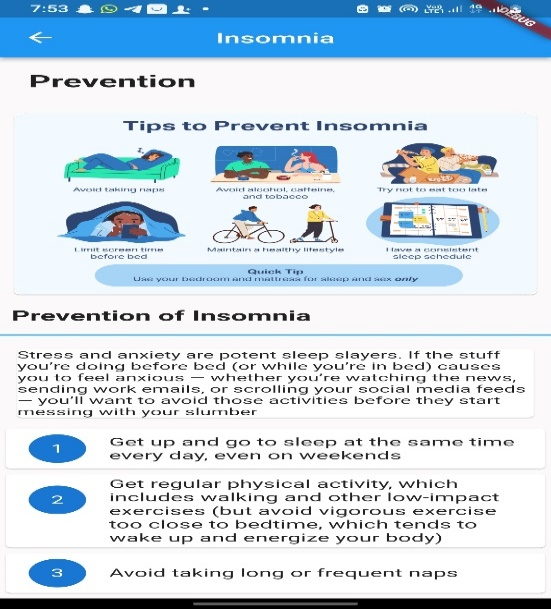 7:53
DEBUG
Insomnia
Prevention
Tips to Prevent Insomnia
Avoid taking naps
Avoid alcohol, caffeine,
and tobacco
Try not to eat too late
Limit screen time
before bed
Maintain a healthy lifestyle
Have a consistent
sleep schedule
Quick Tip
Use your bedroom and mattress for sleep and sex only
Prevention of Insomnia
Stress and anxiety are potent sleep slayers. If the stuff
you're doing before bed (or while you're in bed) causes
you to feel anxious — whether you're watching the news,
sending work emails, or scrolling your social media feeds
— you'll want to avoid those activities before they start
messing with your slumber
1
Get up and go to sleep at the same time
every day, even on weekends
2
Get regular physical activity, which
includes walking and other low-impact
exercises (but avoid vigorous exercise
too close to bedtime, which tends to
wake up and energize your body)
3
Avoid taking long or frequent naps